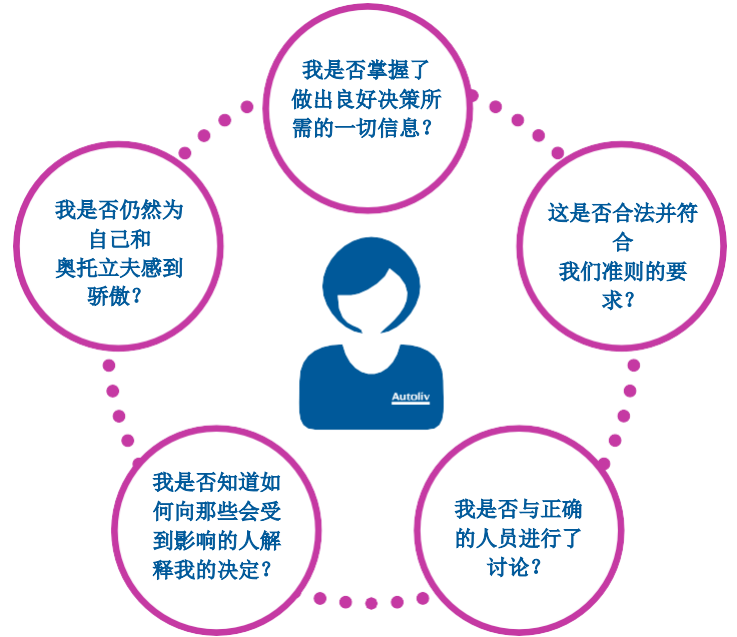 我是否掌握了
做出良好决策所
需的一切信息？
这是否合法并符
合
我们准则的要
求？
我是否与正确
的人员进行了
讨论？
我是否知道如
何向那些会受
到影响的人解
释我的决定？
我是否仍然为
自己和
奥托立夫感到
骄傲？
Autoliv